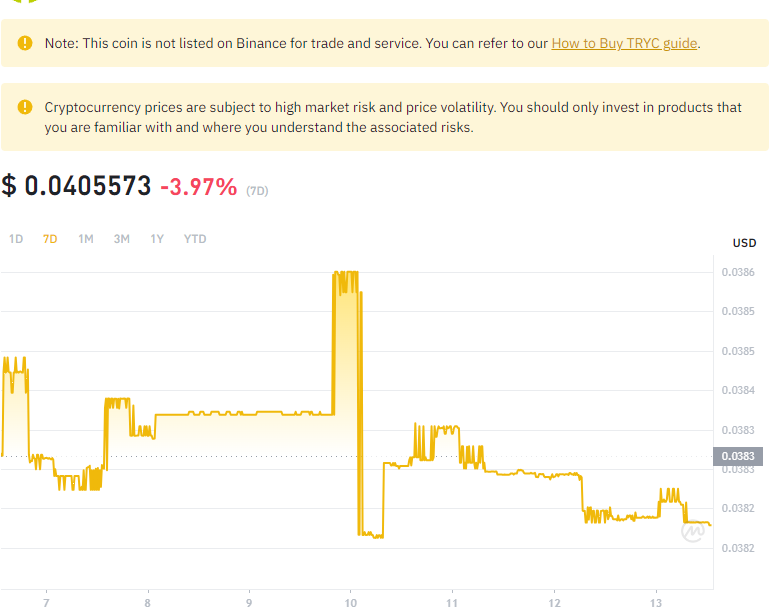 Note: This coin is not listed on Binance for trade and service. You can refer to our How to Buy TRYC guide.
Cryptocurrency prices are subject to high market risk and price volatility. You should only invest in products that
you are familiar with and where you understand the associated risks.
$ 0.0405573 -3.97% (7D)
1D 7D 1M 3M 1Y YTD
USD
0.0386
0.0385
0.0385
0.0384
0.0383
0.0383
0.0383
0.0382
0.0382
7 8 9 10 11 12 13